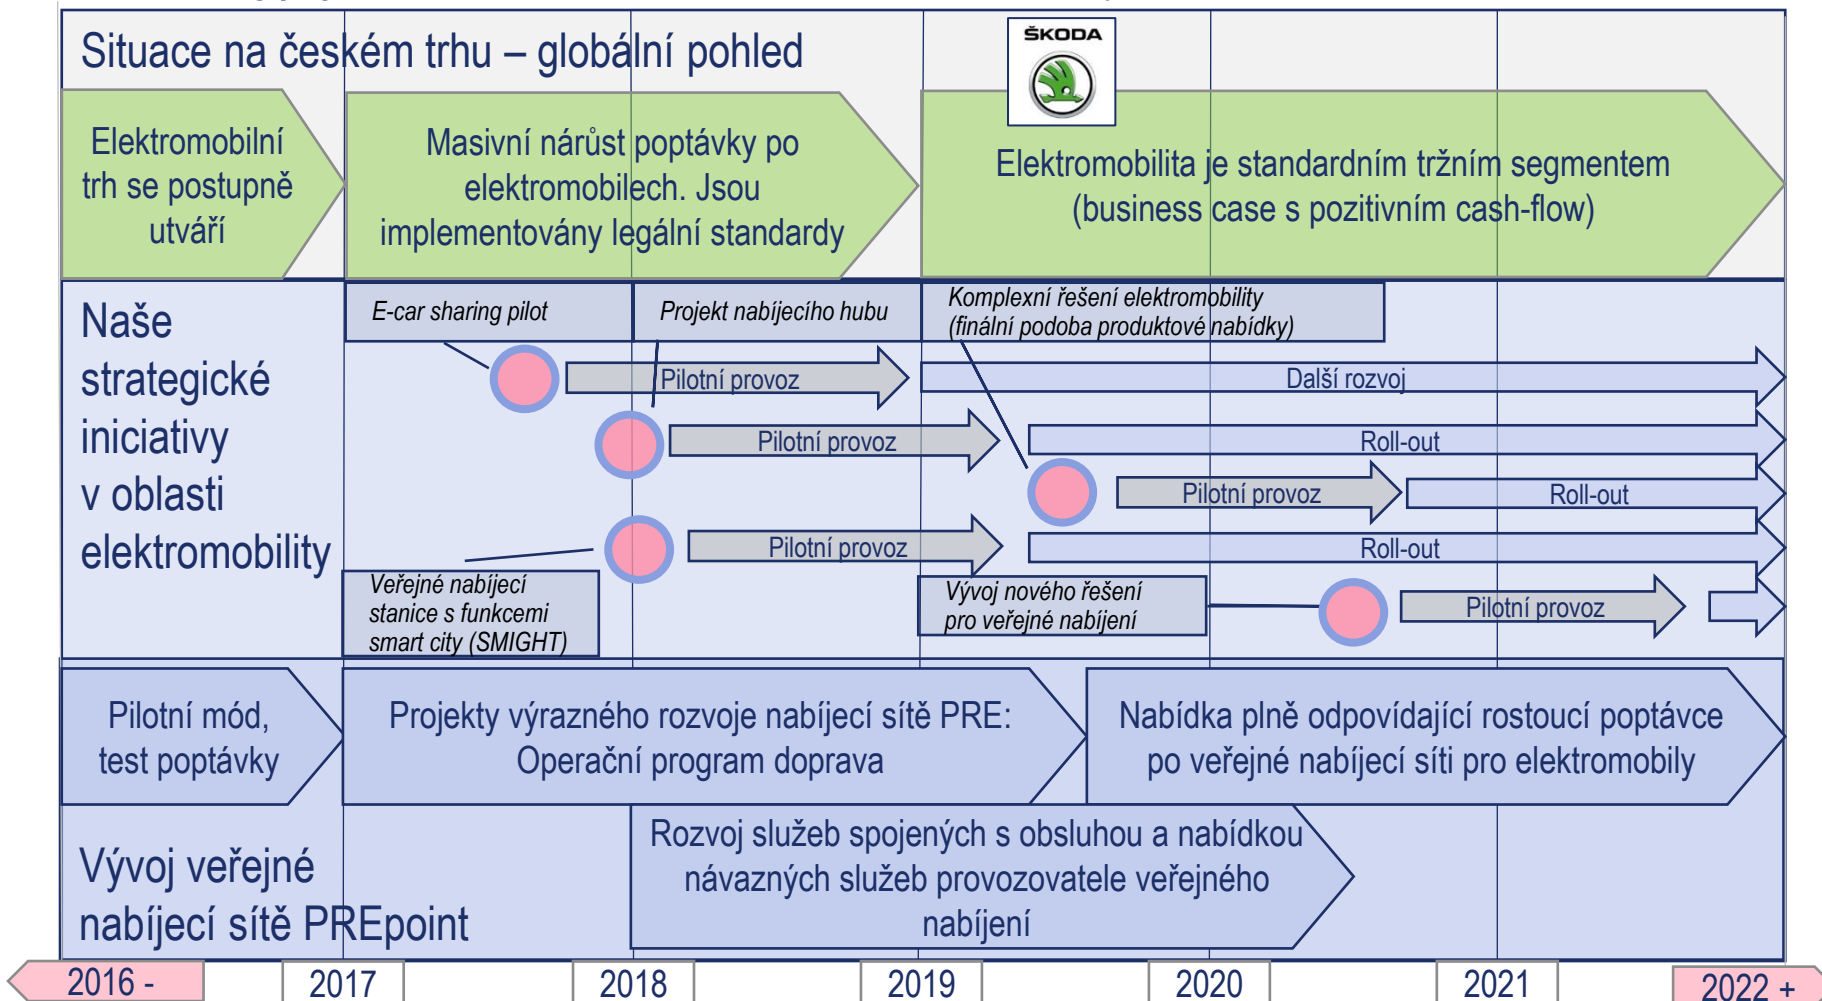 Situace na českém trhu – globální pohled
ŠKODA
Elektromobilní
trh se postupně
utváří
Masivní nárůst poptávky po
elektromobilech. Jsou
implementovány legální standardy
Elektromobilita je standardním tržním segmentem
(business case s pozitivním cash-flow)
Naše
strategické
iniciativy
v oblasti
elektromobility
E-car sharing pilot
Projekt nabíjecího hubu
Komplexní řešení elektromobility
(finální podoba produktové nabídky)
Pilotní provoz
Další rozvoj
Pilotní provoz
Roll-out
Pilotní provoz
Roll-out
Pilotní provoz
Roll-out
Veřejné nabíjecí
stanice s funkcemi
smart city (SMIGHT)
Vývoj nového řešení
pro veřejné nabíjení
Pilotní provoz
Pilotní mód,
test poptávky
Projekty výrazného rozvoje nabíjecí sítě PRE:
Operační program doprava
Nabídka plně odpovídající rostoucí poptávce
po veřejné nabíjecí síti pro elektromobily
Rozvoj služeb spojených s obsluhou a nabídkou
návazných služeb provozovatele veřejného
nabíjení
Vývoj veřejné
nabíjecí sítě PREpoint
2016 -
2017
2018
2019
2020
2021
2022 +